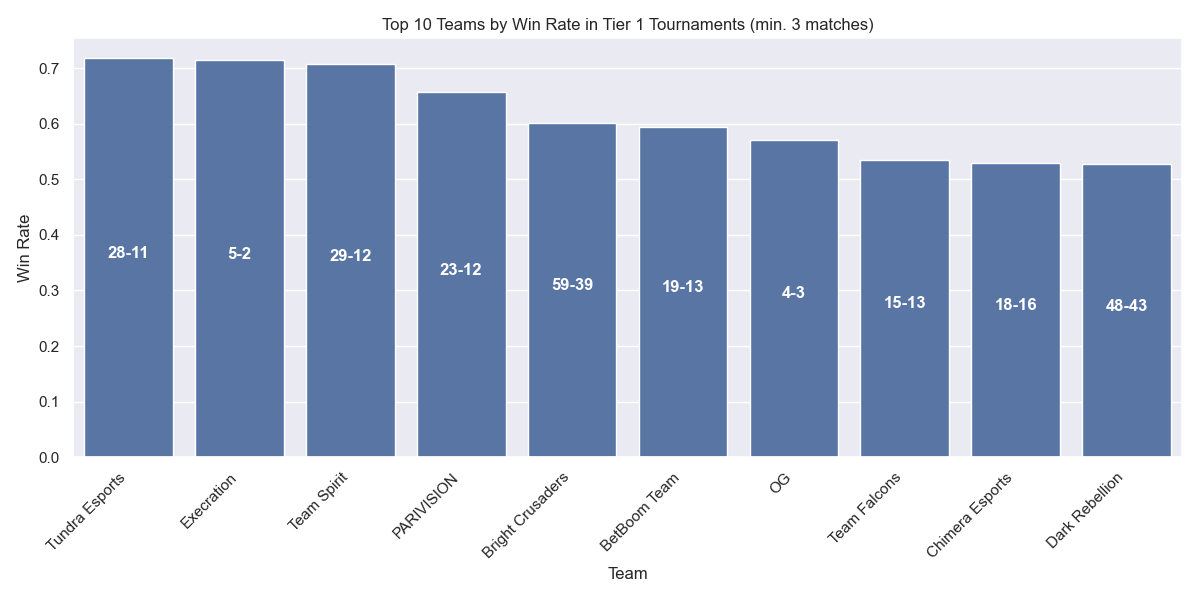 Top 10 Teams by Win Rate in Tier 1 Tournaments (min. 3 matches)
Win Rate
0.7
0.6
0.5
0.4
0.3
0.2
0.1
0.0
28-11
5-2
29-12
23-12
59-39
19-13
4-3
15-13
18-16
48-43
Tundra Esports
Execration
Team Spirit
PARIVISION
Bright Crusaders
BetBoom Team
OG
Team Falcons
Chimera Esports
Dark Rebellion
Team